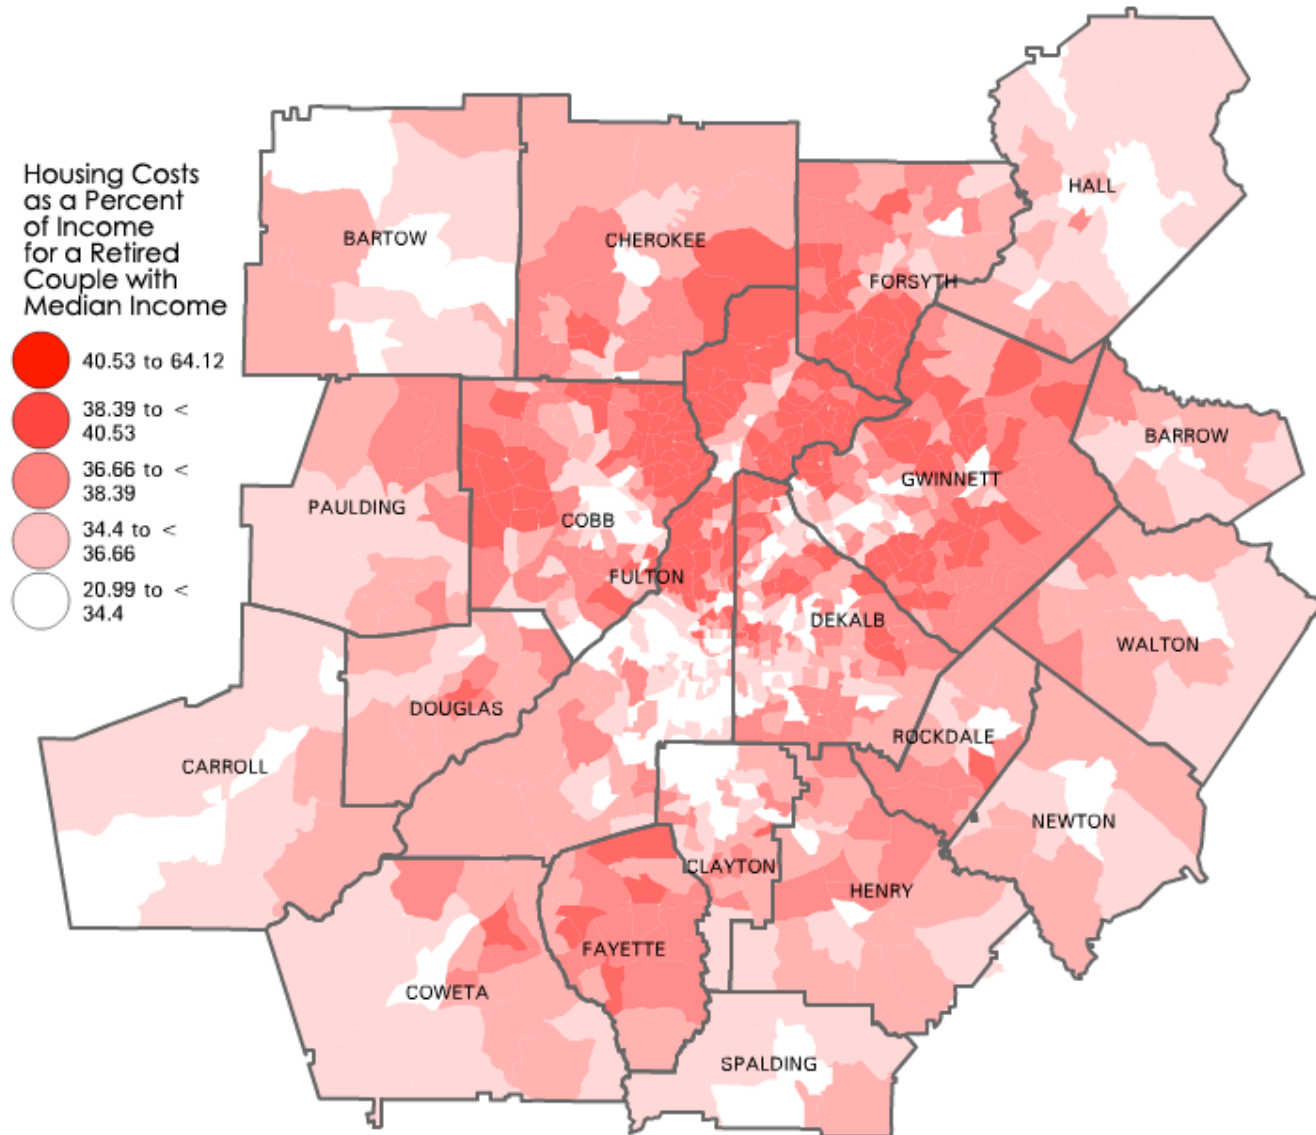 Housing Costs
as a Percent
of Income
for a Retired
Couple with
Median Income
40.53 to 64.12
38.39 to <
40.53
36.66 to <
38.39
34.4 to <
36.66
20.99 to <
34.4
HALL
BARTOW
CHEROKEE
FORSYTH
BARROW
GWINNETT
PAULDING
COBB
FULTON
DEKALB
WALTON
DOUGLAS
ROCKDALE
CARROLL
NEWTON
CLAYTON
HENRY
FAYETTE
COWETA
SPALDING